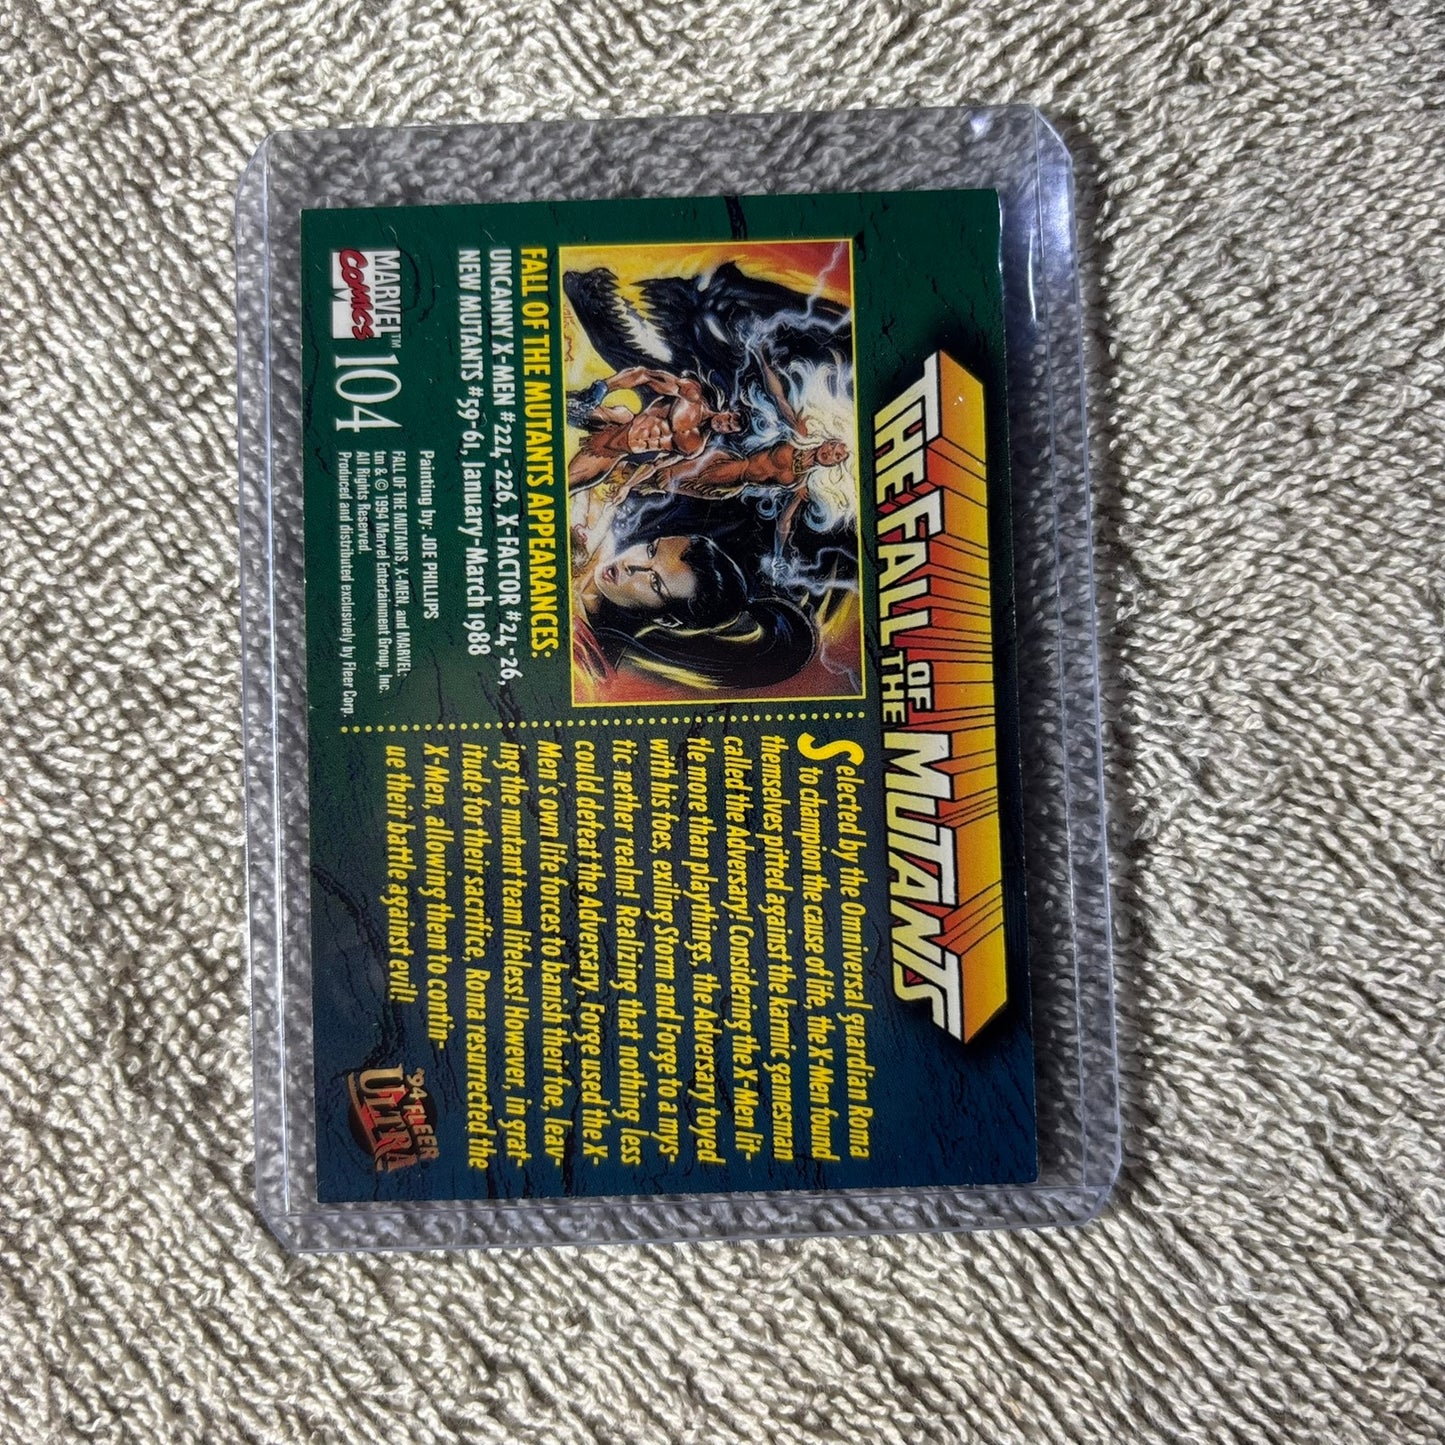 THE FALL
OF
THE
MUTANTS
FALL OF THE MUTANTS APPEARANCES:
UNCANNY X-MEN #224-226, X-FACTOR #24-26,
NEW MUTANTS #59-61, January-March 1988
MARVEL™
COMICS
104
Painting by: JOE PHILLIPS
FALL OF THE MUTANTS, X-MEN, and MARVEL:
tm & © 1994 Marvel Entertainment Group, Inc.
All Rights Reserved.
Produced and distributed exclusively by Fleer Corp.
Selected by the Omniversal guardian Roma
to champion the cause of life, the X-Men found
themselves pitted against the karmic gamesman
called the Adversary! Considering the X-Men lit-
tle more than playthings, the Adversary toyed
with his foes, exiling Storm and Forge to a mys-
tic nether realm! Realizing that nothing less
could defeat the Adversary, Forge used the X-
Men's own life forces to banish their foe, leav-
ing the mutant team lifeless! However, in grat-
itude for their sacrifice, Roma resurrected the
X-Men, allowing them to contin-
ue their battle against evil!
'94 FLEER
ULTRA